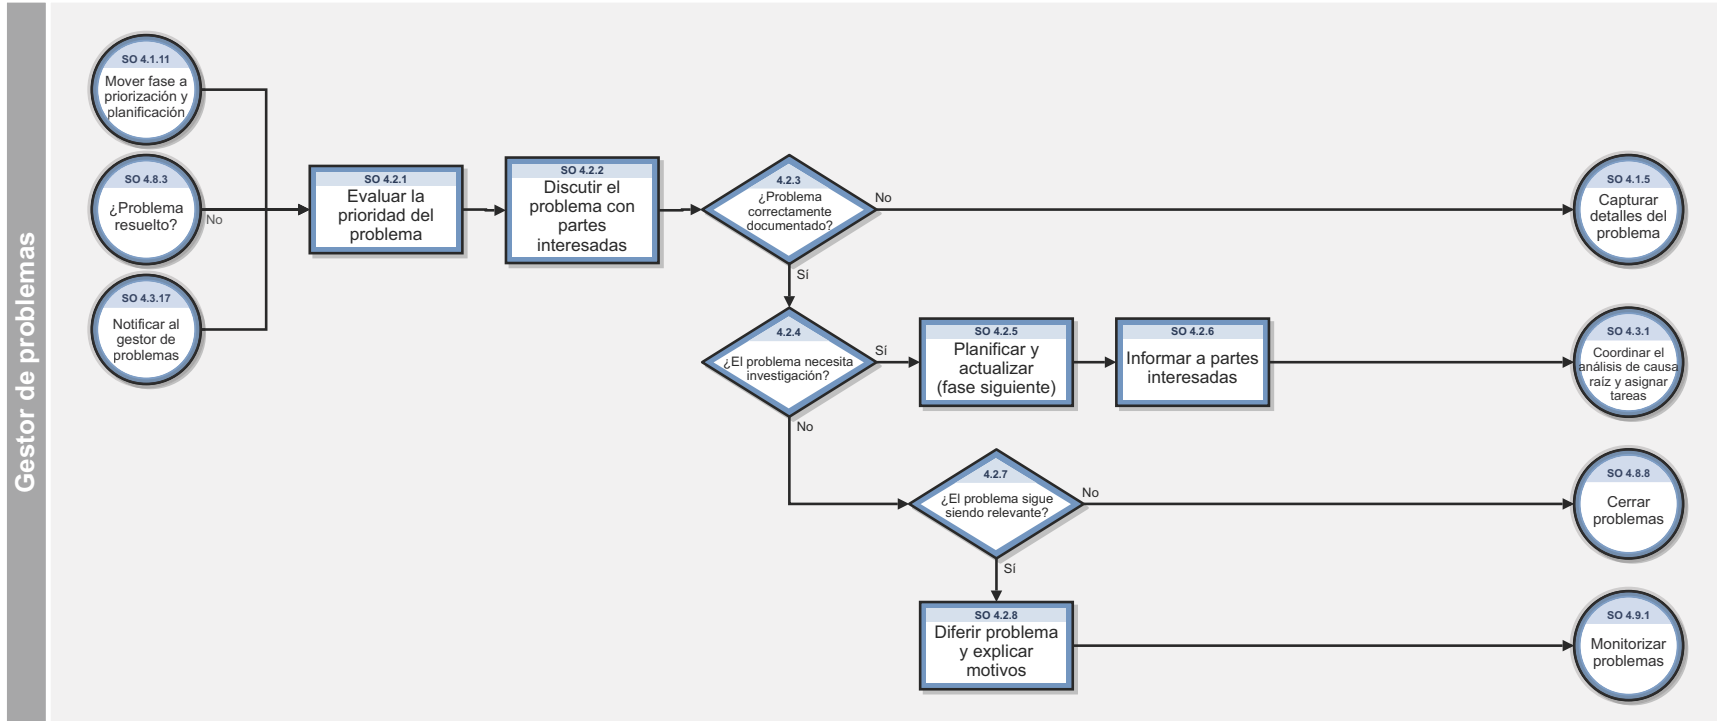 Gestor de problemas
SO 4.1.11
Mover fase a
priorización y
planificación
SO 4.8.3
¿Problema
resuelto?
No
SO 4.3.17
Notificar al
gestor de
problemas
SO 4.2.1
Evaluar la
prioridad del
problema
SO 4.2.2
Discutir el
problema con
partes
interesadas
4.2.3
¿Problema
correctamente
documentado?
No
Sí
SO 4.1.5
Capturar
detalles del
problema
4.2.4
¿El problema necesita
investigación?
Sí
No
SO 4.2.5
Planificar y
actualizar
(fase siguiente)
SO 4.2.6
Informar a partes
interesadas
SO 4.3.1
Coordinar el
análisis de causa
raíz y asignar
tareas
4.2.7
¿El problema sigue
siendo relevante?
No
Sí
SO 4.8.8
Cerrar
problemas
SO 4.2.8
Diferir problema
y explicar
motivos
SO 4.9.1
Monitorizar
problemas